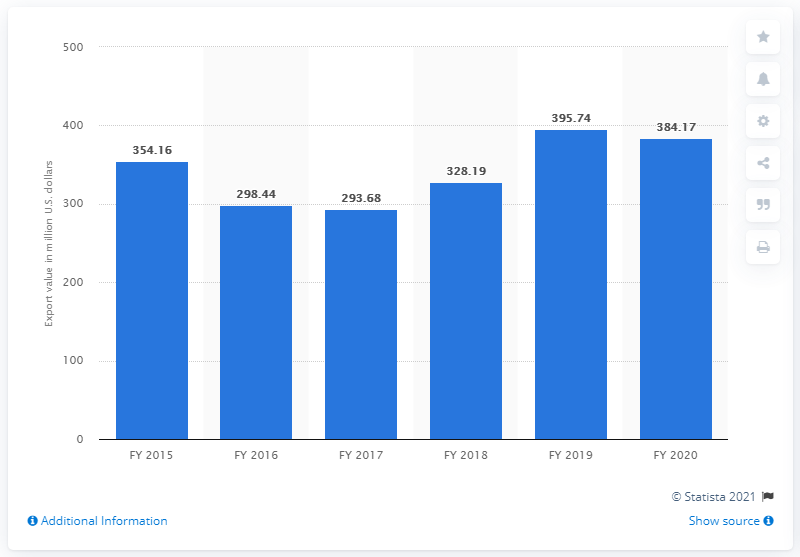 500
400
300
200
100
0
Export value in million U.S. dollars
354.16
298.44
293.68
328.19
395.74
384.17
FY 2015
FY 2016
FY 2017
FY 2018
FY 2019
FY 2020
© Statista 2021
Additional Information
Show source